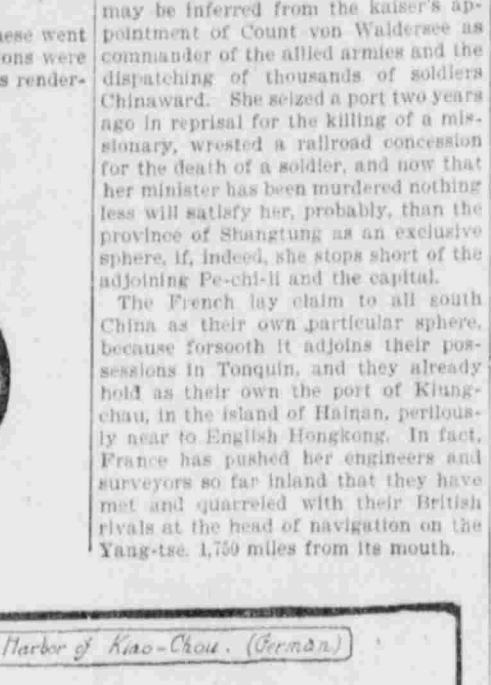 nese went
ons were
s render-
may be inferred from the kaiser's ap-
pointment of Count von Waldersee as
commander of the allied armies and the
dispatching of thousands of soldiers
Chinaward. She seized a port two years
ago in reprisal for the killing of a mis-
sionary, wrested a railroad concession
for the death of a soldier, and now that
her minister has been murdered nothing
less will satisfy her, probably, than the
province of Shangtung as an exclusive
sphere, if, indeed, she stops short of the
adjoining Pe-chi-li and the capital.
The French lay claim to all south
China as their own particular sphere,
because forsooth it adjoins their pos-
sessions in Tonquin, and they already
hold as their own the port of Kiung-
chau, in the island of Hainan, perilous-
ly near to English Hongkong. In fact,
France has pushed her engineers and
surveyors so far inland that they have
met and quarreled with their British
rivals at the head of navigation on the
Yang-tse, 1,750 miles from its mouth.
Harbor of Kiao-Chou. (German)